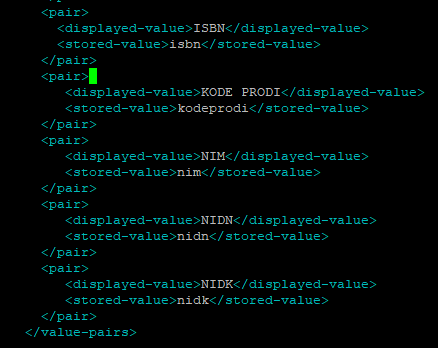 <pair>
<displayed-value>ISBN</displayed-value>
<stored-value>isbn</stored-value>
</pair>
<pair>
<displayed-value>KODE PRODI</displayed-value>
<stored-value>kodeprodi</stored-value>
</pair>
<pair>
<displayed-value>NIM</displayed-value>
<stored-value>nim</stored-value>
</pair>
<pair>
<displayed-value>NIDN</displayed-value>
<stored-value>nidn</stored-value>
</pair>
<pair>
<displayed-value>NIDK</displayed-value>
<stored-value>nidk</stored-value>
</pair>
</value-pairs>